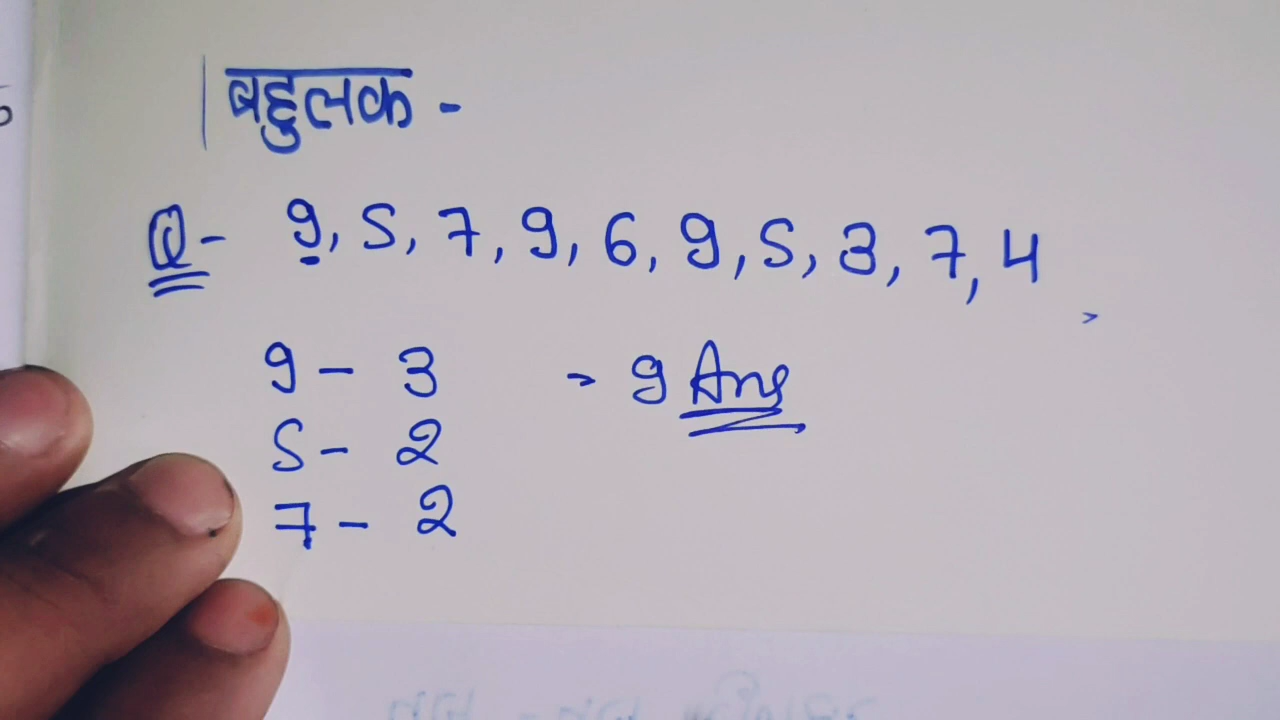 बहुलक -
Q- 9, 5, 7, 9, 6, 9, 5, 3, 7, 4
9 - 3 - 9 Ans
5 - 2
7 - 2